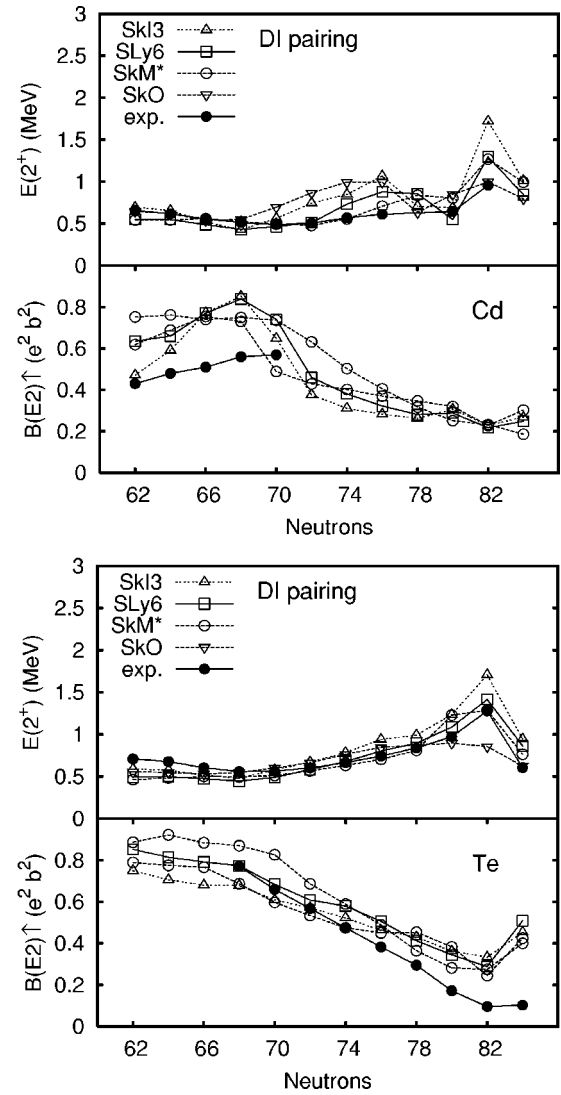 3
2.5
2
1.5
1
0.5
0
E(2⁺) (MeV)
SkI3
SLy6
SkM*
SkO
exp.
DI pairing
0.8
0.6
0.4
0.2
0
B(E2)↑ (e² b²)
Cd
62 66 70 74 78 82
Neutrons
3
2.5
2
1.5
1
0.5
0
E(2⁺) (MeV)
SkI3
SLy6
SkM*
SkO
exp.
DI pairing
0.8
0.6
0.4
0.2
0
B(E2)↑ (e² b²)
Te
62 66 70 74 78 82
Neutrons